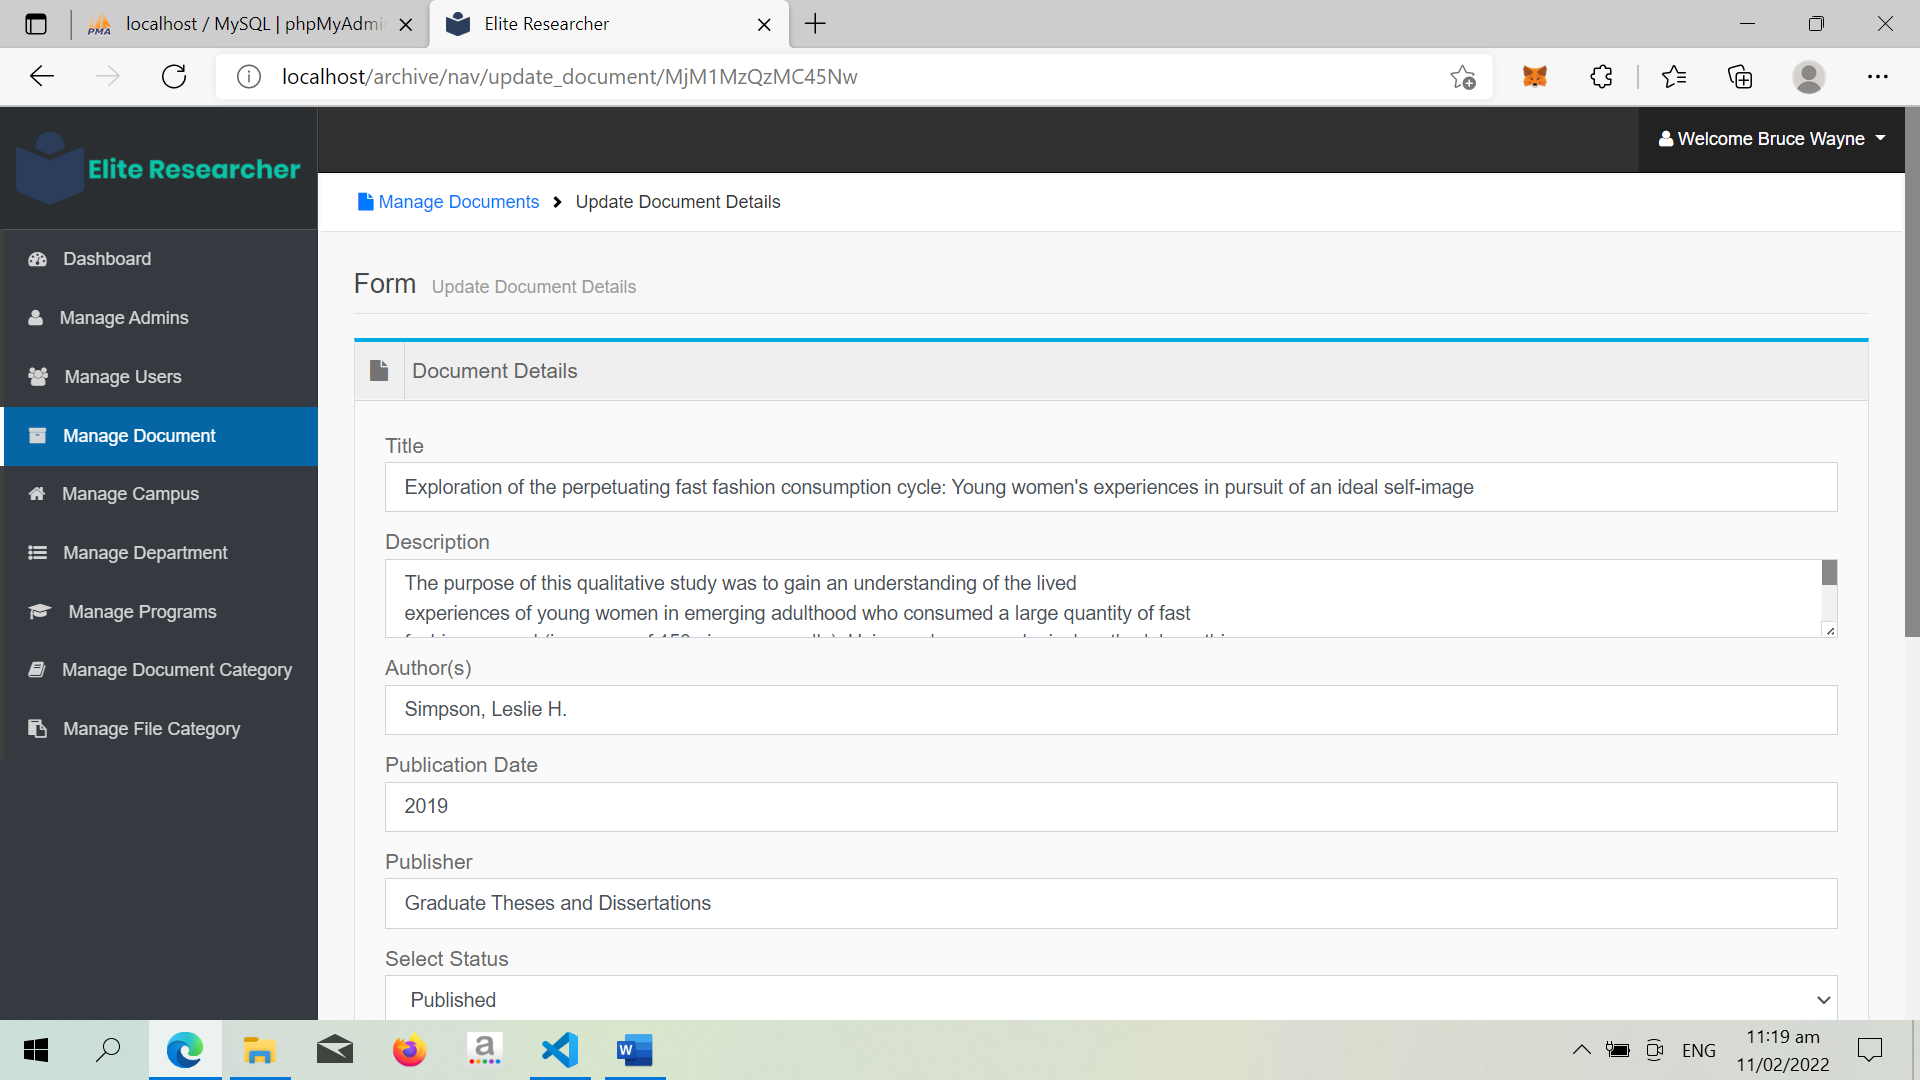 localhost / MySQL | phpMyAdmi
Elite Researcher
localhost/archive/nav/update_document/MjM1MzQzMC45Nw
Elite Researcher
Welcome Bruce Wayne
Manage Documents
Update Document Details
Dashboard
Manage Admins
Manage Users
Manage Document
Manage Campus
Manage Department
Manage Programs
Manage Document Category
Manage File Category
Form Update Document Details
Document Details
Title
Exploration of the perpetuating fast fashion consumption cycle: Young women's experiences in pursuit of an ideal self-image
Description
The purpose of this qualitative study was to gain an understanding of the lived
experiences of young women in emerging adulthood who consumed a large quantity of fast
Author(s)
Simpson, Leslie H.
Publication Date
2019
Publisher
Graduate Theses and Dissertations
Select Status
Published
ENG
11:19 am
11/02/2022